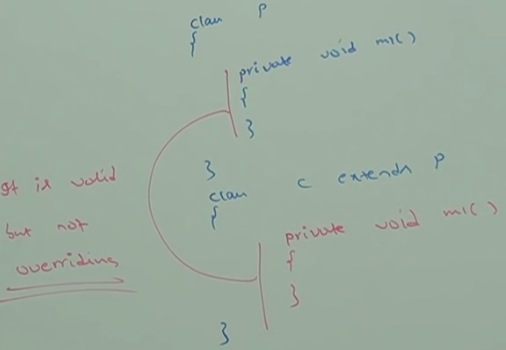 class P
{
private void m1()
{
}
}
class C extends P
{
private void m1()
{
}
}
It is valid
but not
overriding